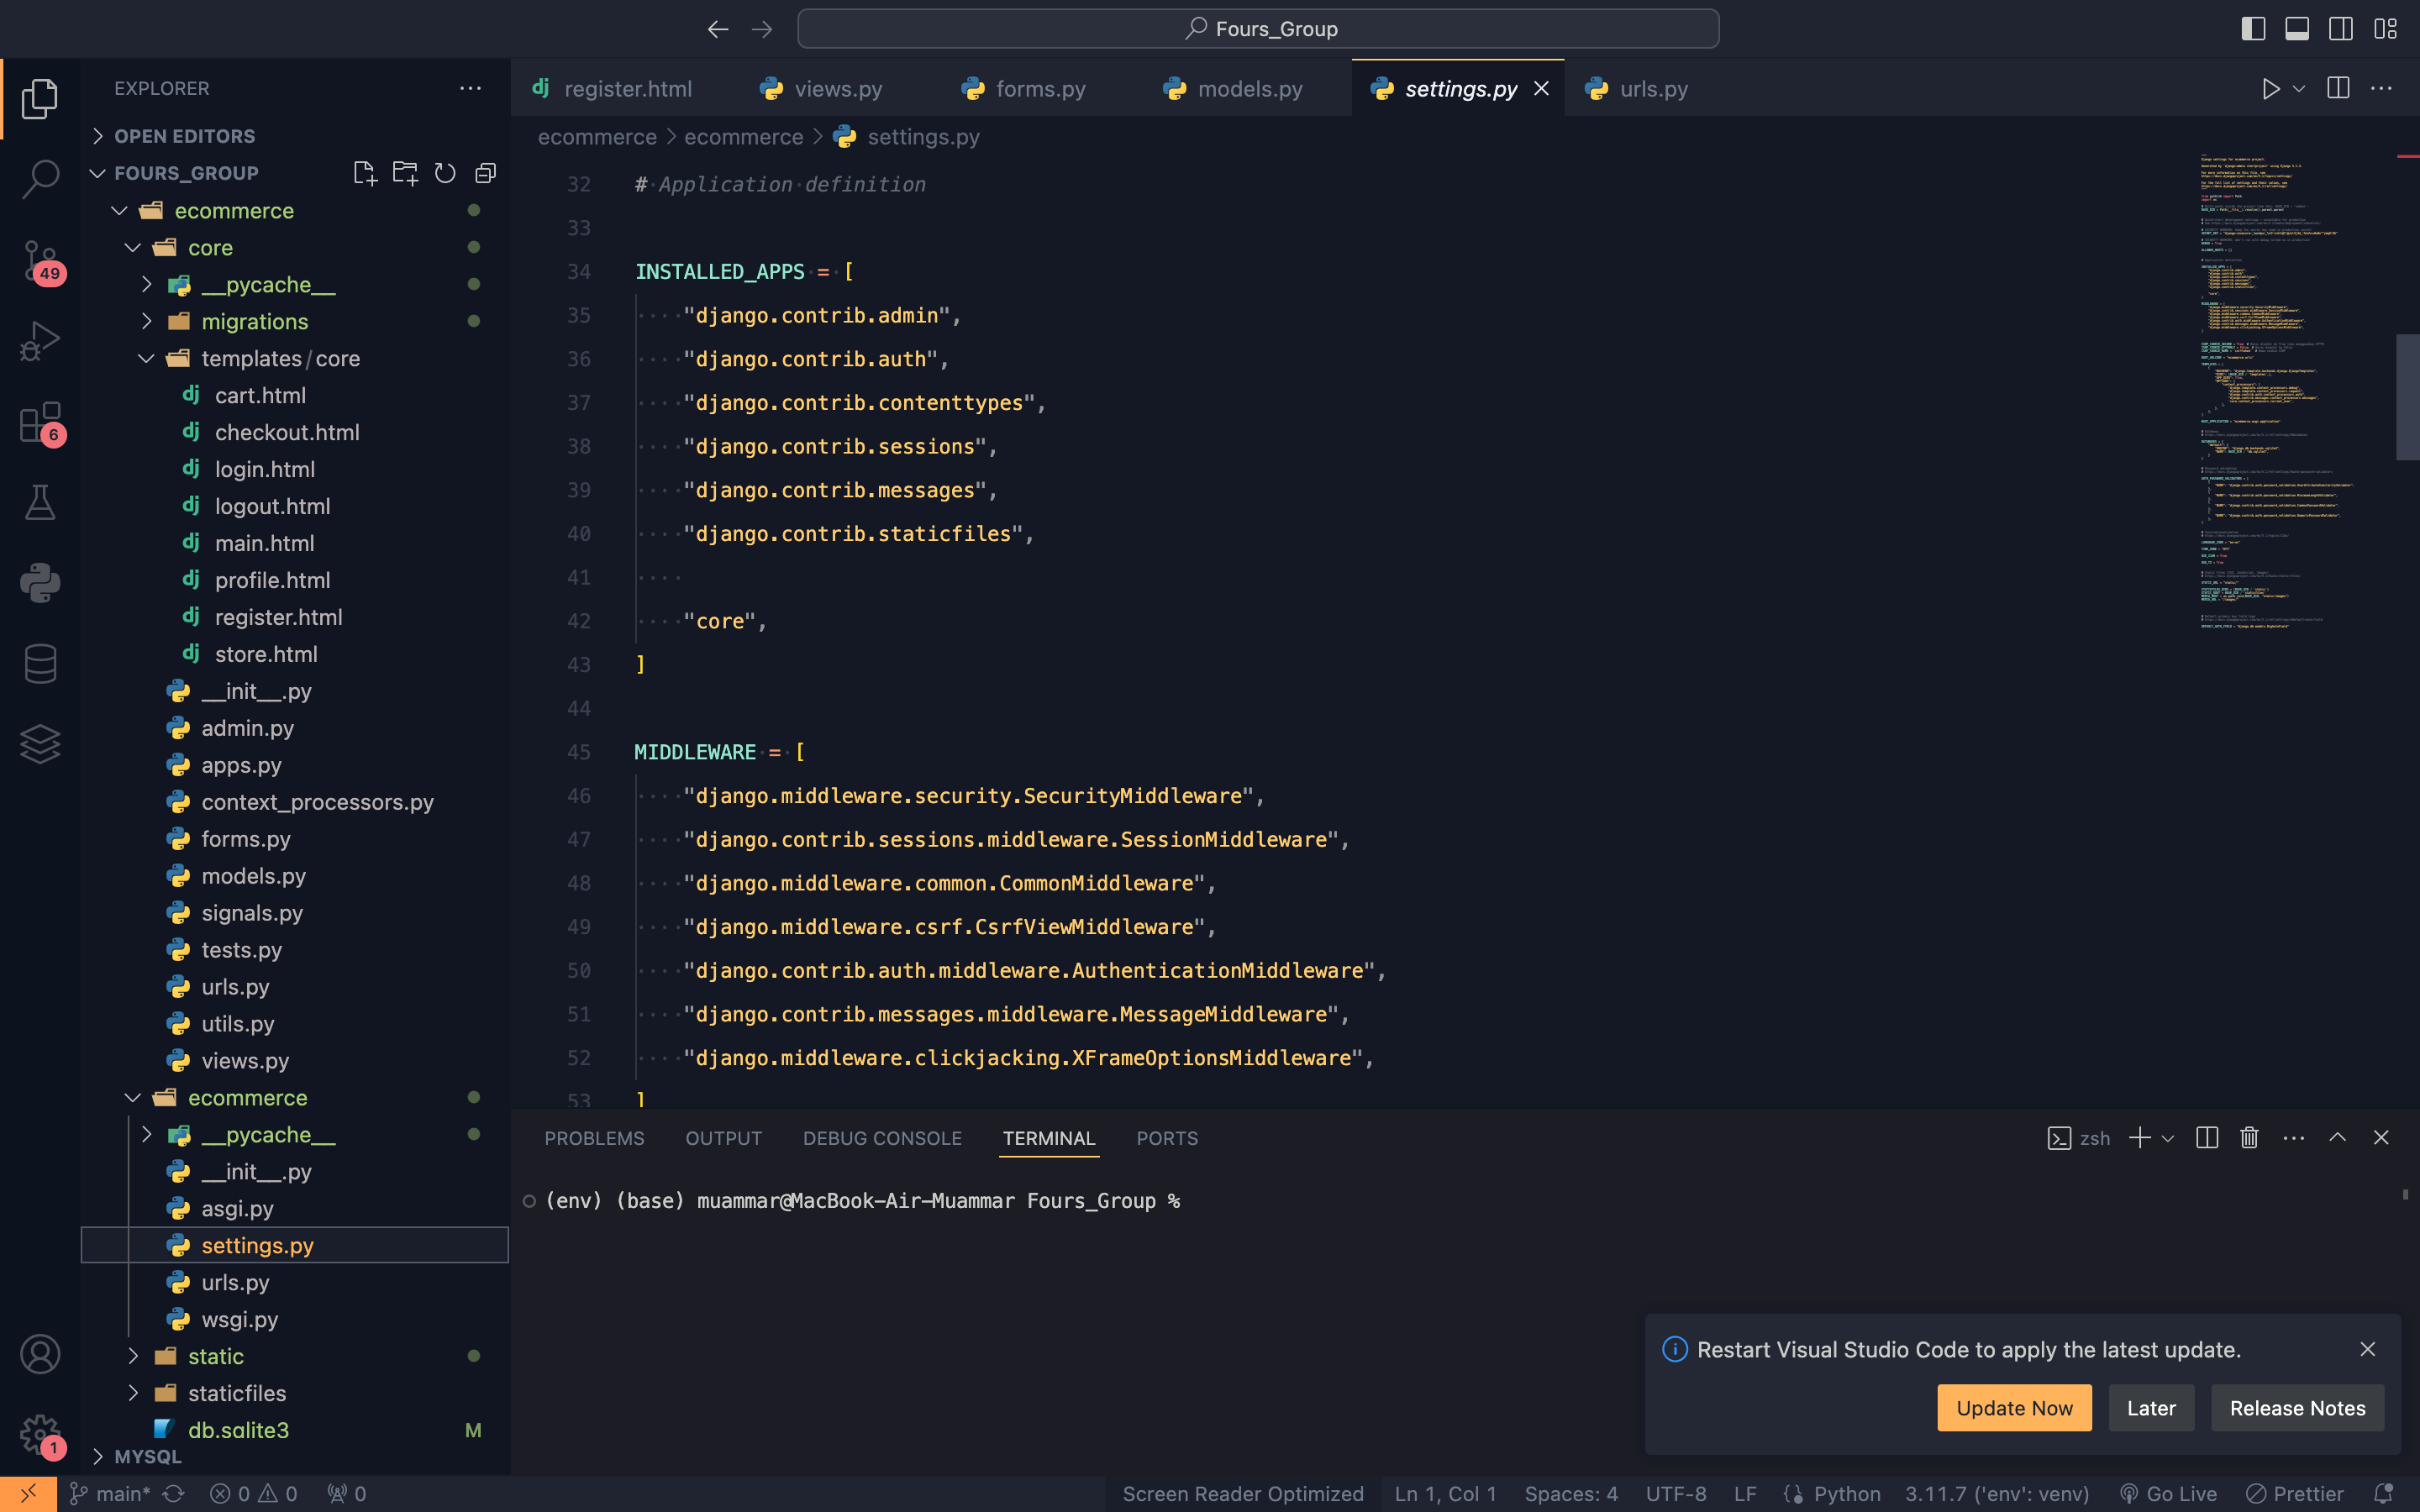 Fours_Group
EXPLORER
OPEN EDITORS
FOURS_GROUP
ecommerce
core
__pycache__
migrations
templates/core
cart.html
checkout.html
login.html
logout.html
main.html
profile.html
register.html
store.html
__init__.py
admin.py
apps.py
context_processors.py
forms.py
models.py
signals.py
tests.py
urls.py
utils.py
views.py
ecommerce
__pycache__
__init__.py
asgi.py
settings.py
urls.py
wsgi.py
static
staticfiles
db.sqlite3 M
MYSQL
49
6
1
register.html views.py forms.py models.py settings.py urls.py
ecommerce > ecommerce > settings.py
32 # Application definition
33
34 INSTALLED_APPS = [
35 "django.contrib.admin",
36 "django.contrib.auth",
37 "django.contrib.contenttypes",
38 "django.contrib.sessions",
39 "django.contrib.messages",
40 "django.contrib.staticfiles",
41
42 "core",
43 ]
44
45 MIDDLEWARE = [
46 "django.middleware.security.SecurityMiddleware",
47 "django.contrib.sessions.middleware.SessionMiddleware",
48 "django.middleware.common.CommonMiddleware",
49 "django.middleware.csrf.CsrfViewMiddleware",
50 "django.contrib.auth.middleware.AuthenticationMiddleware",
51 "django.contrib.messages.middleware.MessageMiddleware",
52 "django.middleware.clickjacking.XFrameOptionsMiddleware",
53 ]
PROBLEMS OUTPUT DEBUG CONSOLE TERMINAL PORTS
zsh
(env) (base) muammar@MacBook-Air-Muammar Fours_Group %
Restart Visual Studio Code to apply the latest update.
Update Now Later Release Notes
main* 0 0 0
Screen Reader Optimized Ln 1, Col 1 Spaces: 4 UTF-8 LF Python 3.11.7 ('env': venv) Go Live Prettier